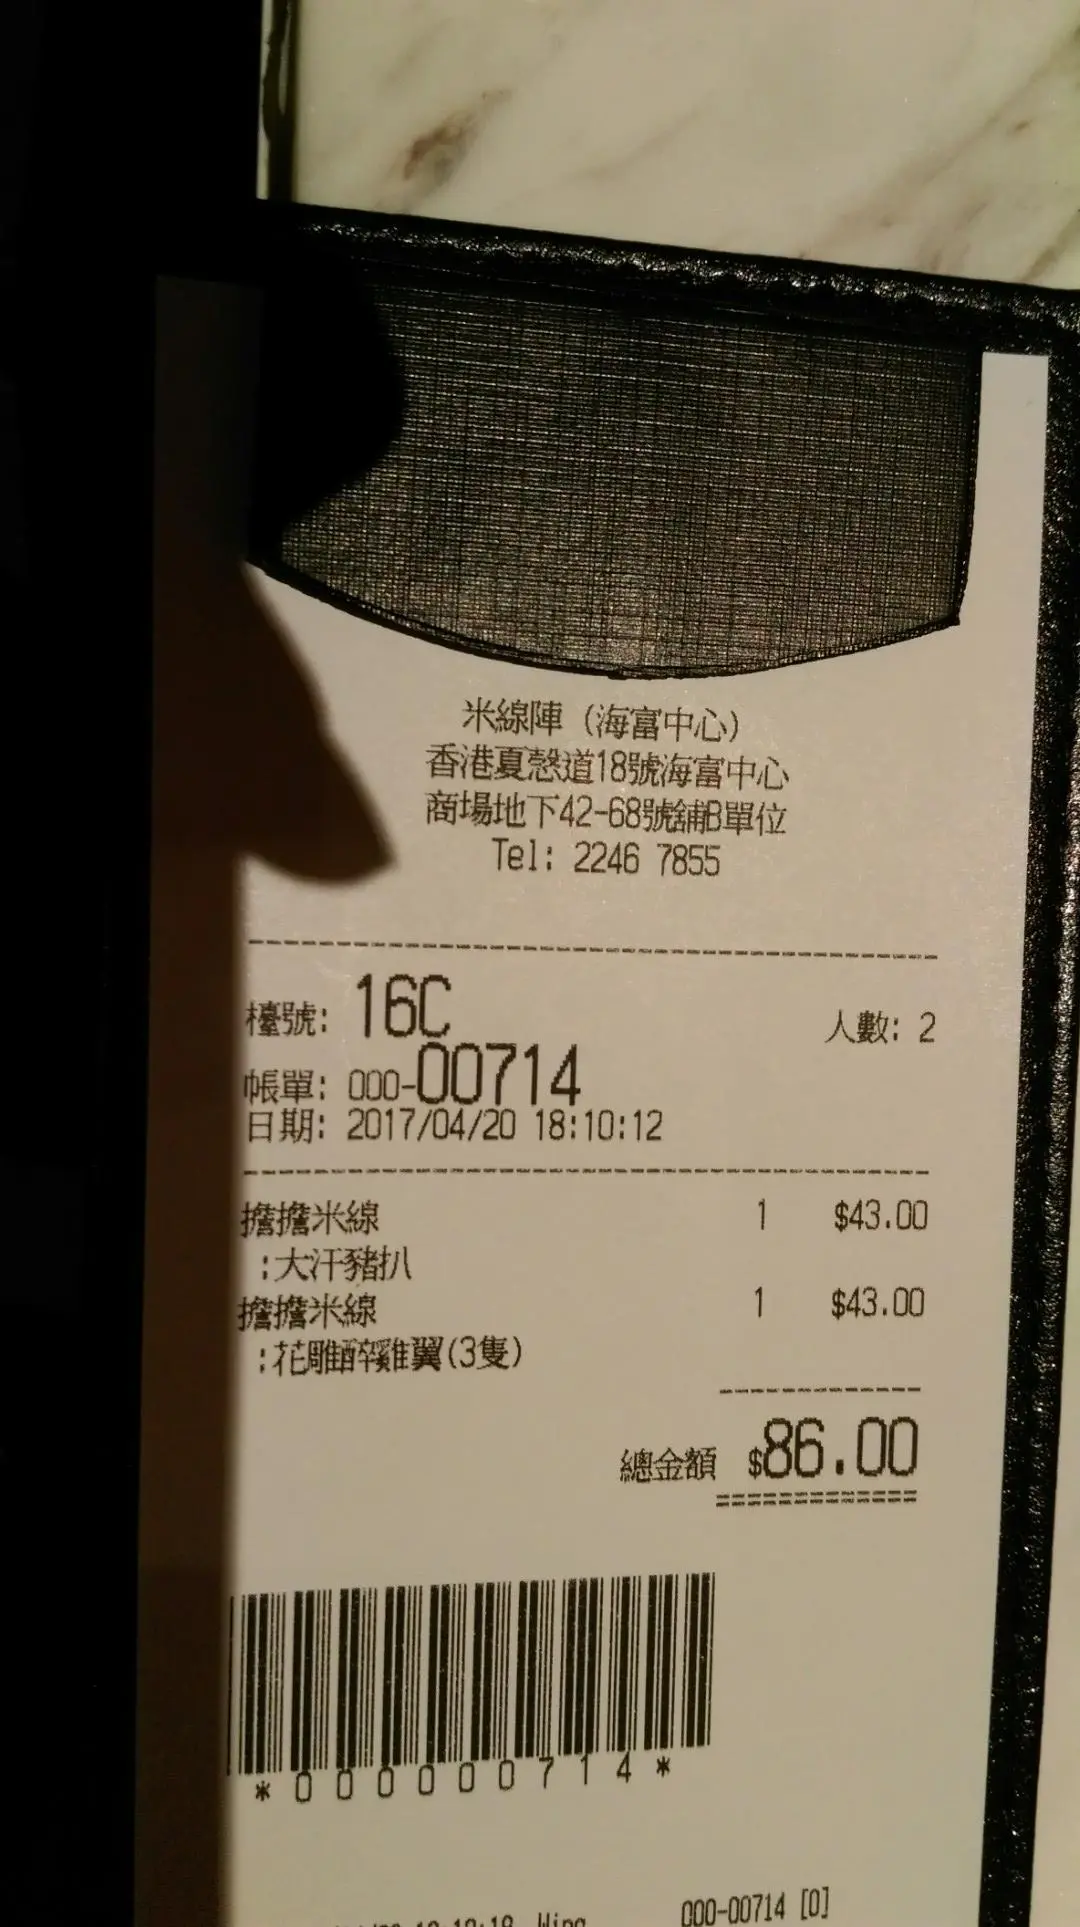 米線陣（海富中心）
香港夏慤道18號海富中心
商場地下42-68號舖B單位
Tel: 2246 7855
檯號: 16C 人數: 2
帳單: 000-00714
日期: 2017/04/20 18:10:12
擔擔米線 1 $43.00
:大汗豬扒
擔擔米線 1 $43.00
:花雕醉雞翼(3隻)
總金額 $86.00
*000000714*
000-00714 [0]